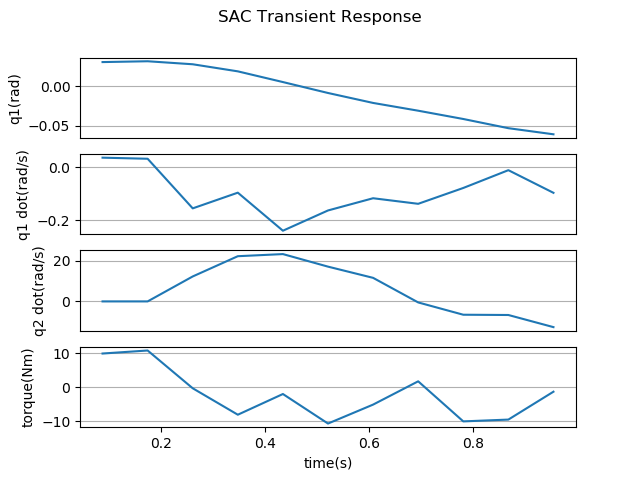 SAC Transient Response
q1(rad)
0.00
−0.05
q1 dot(rad/s)
0.0
−0.2
q2 dot(rad/s)
20
0
torque(Nm)
10
0
−10
0.2 0.4 0.6 0.8
time(s)